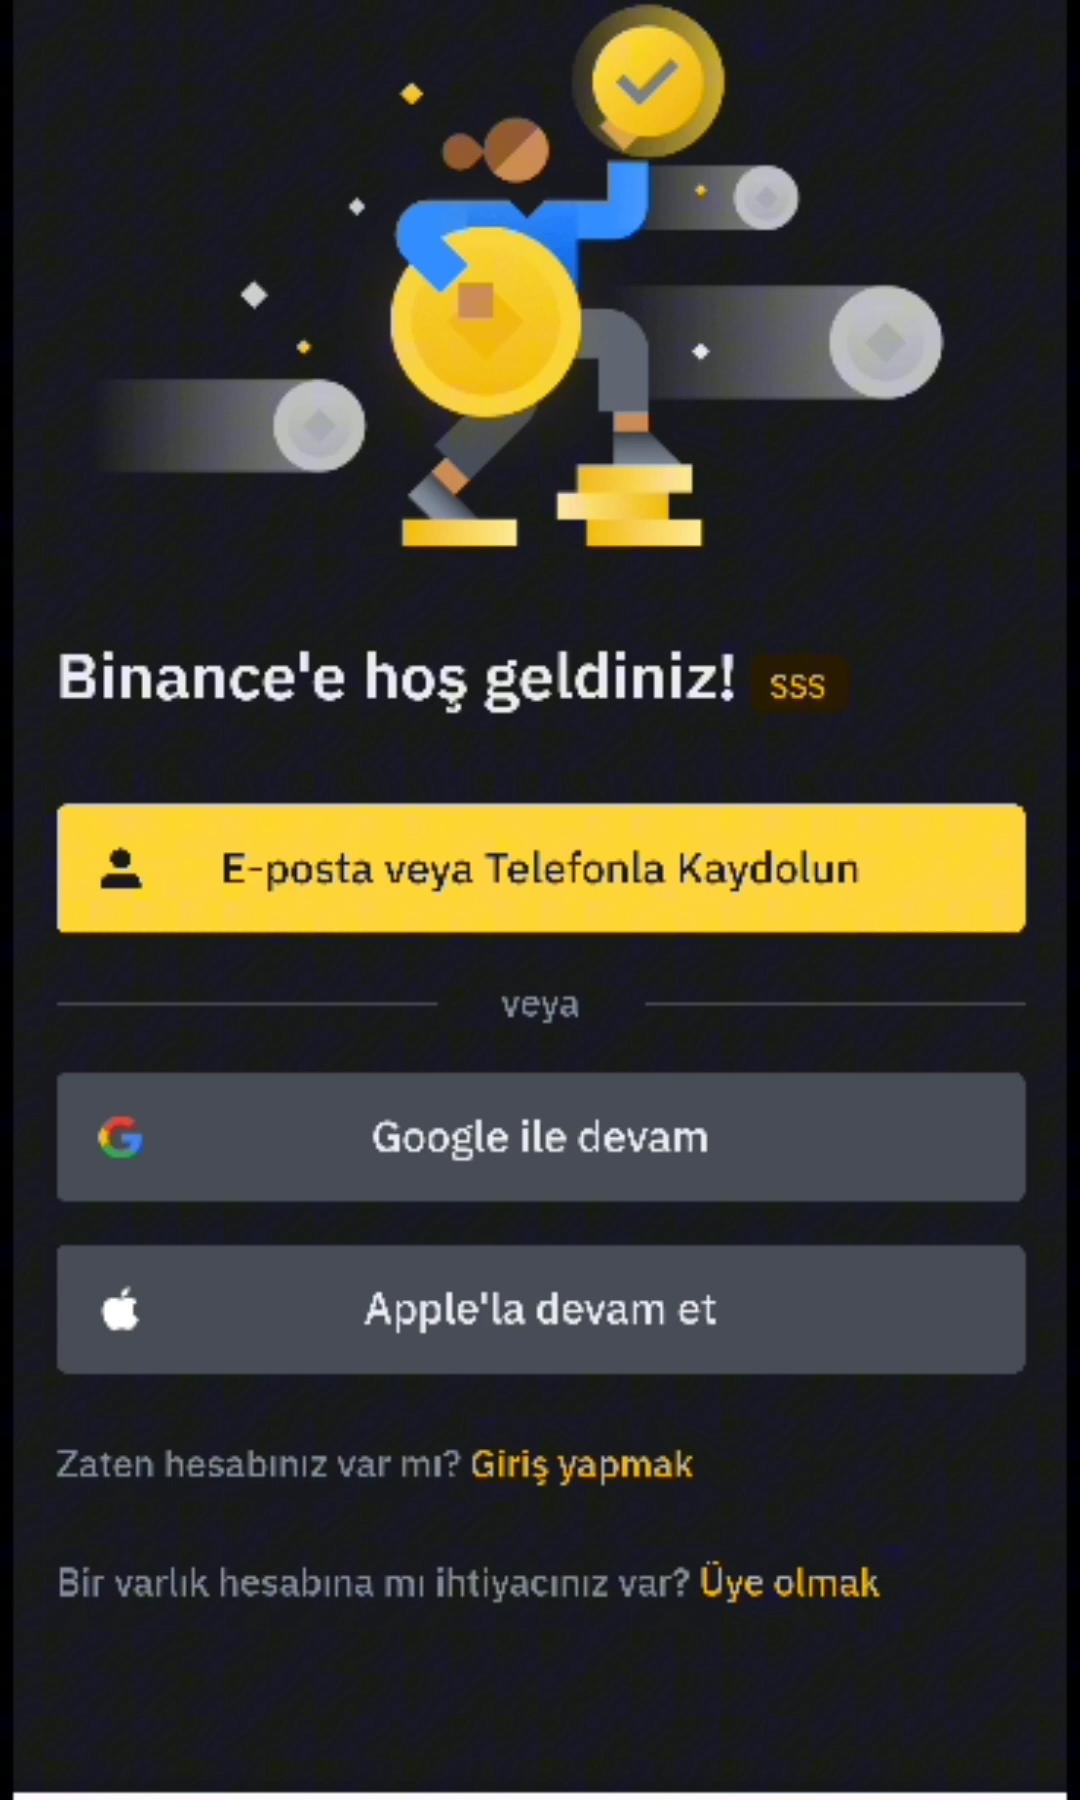 Binance'e hoş geldiniz! SSS
E-posta veya Telefonla Kaydolun
veya
Google ile devam
Apple'la devam et
Zaten hesabınız var mı? Giriş yapmak
Bir varlık hesabına mı ihtiyacınız var? Üye olmak